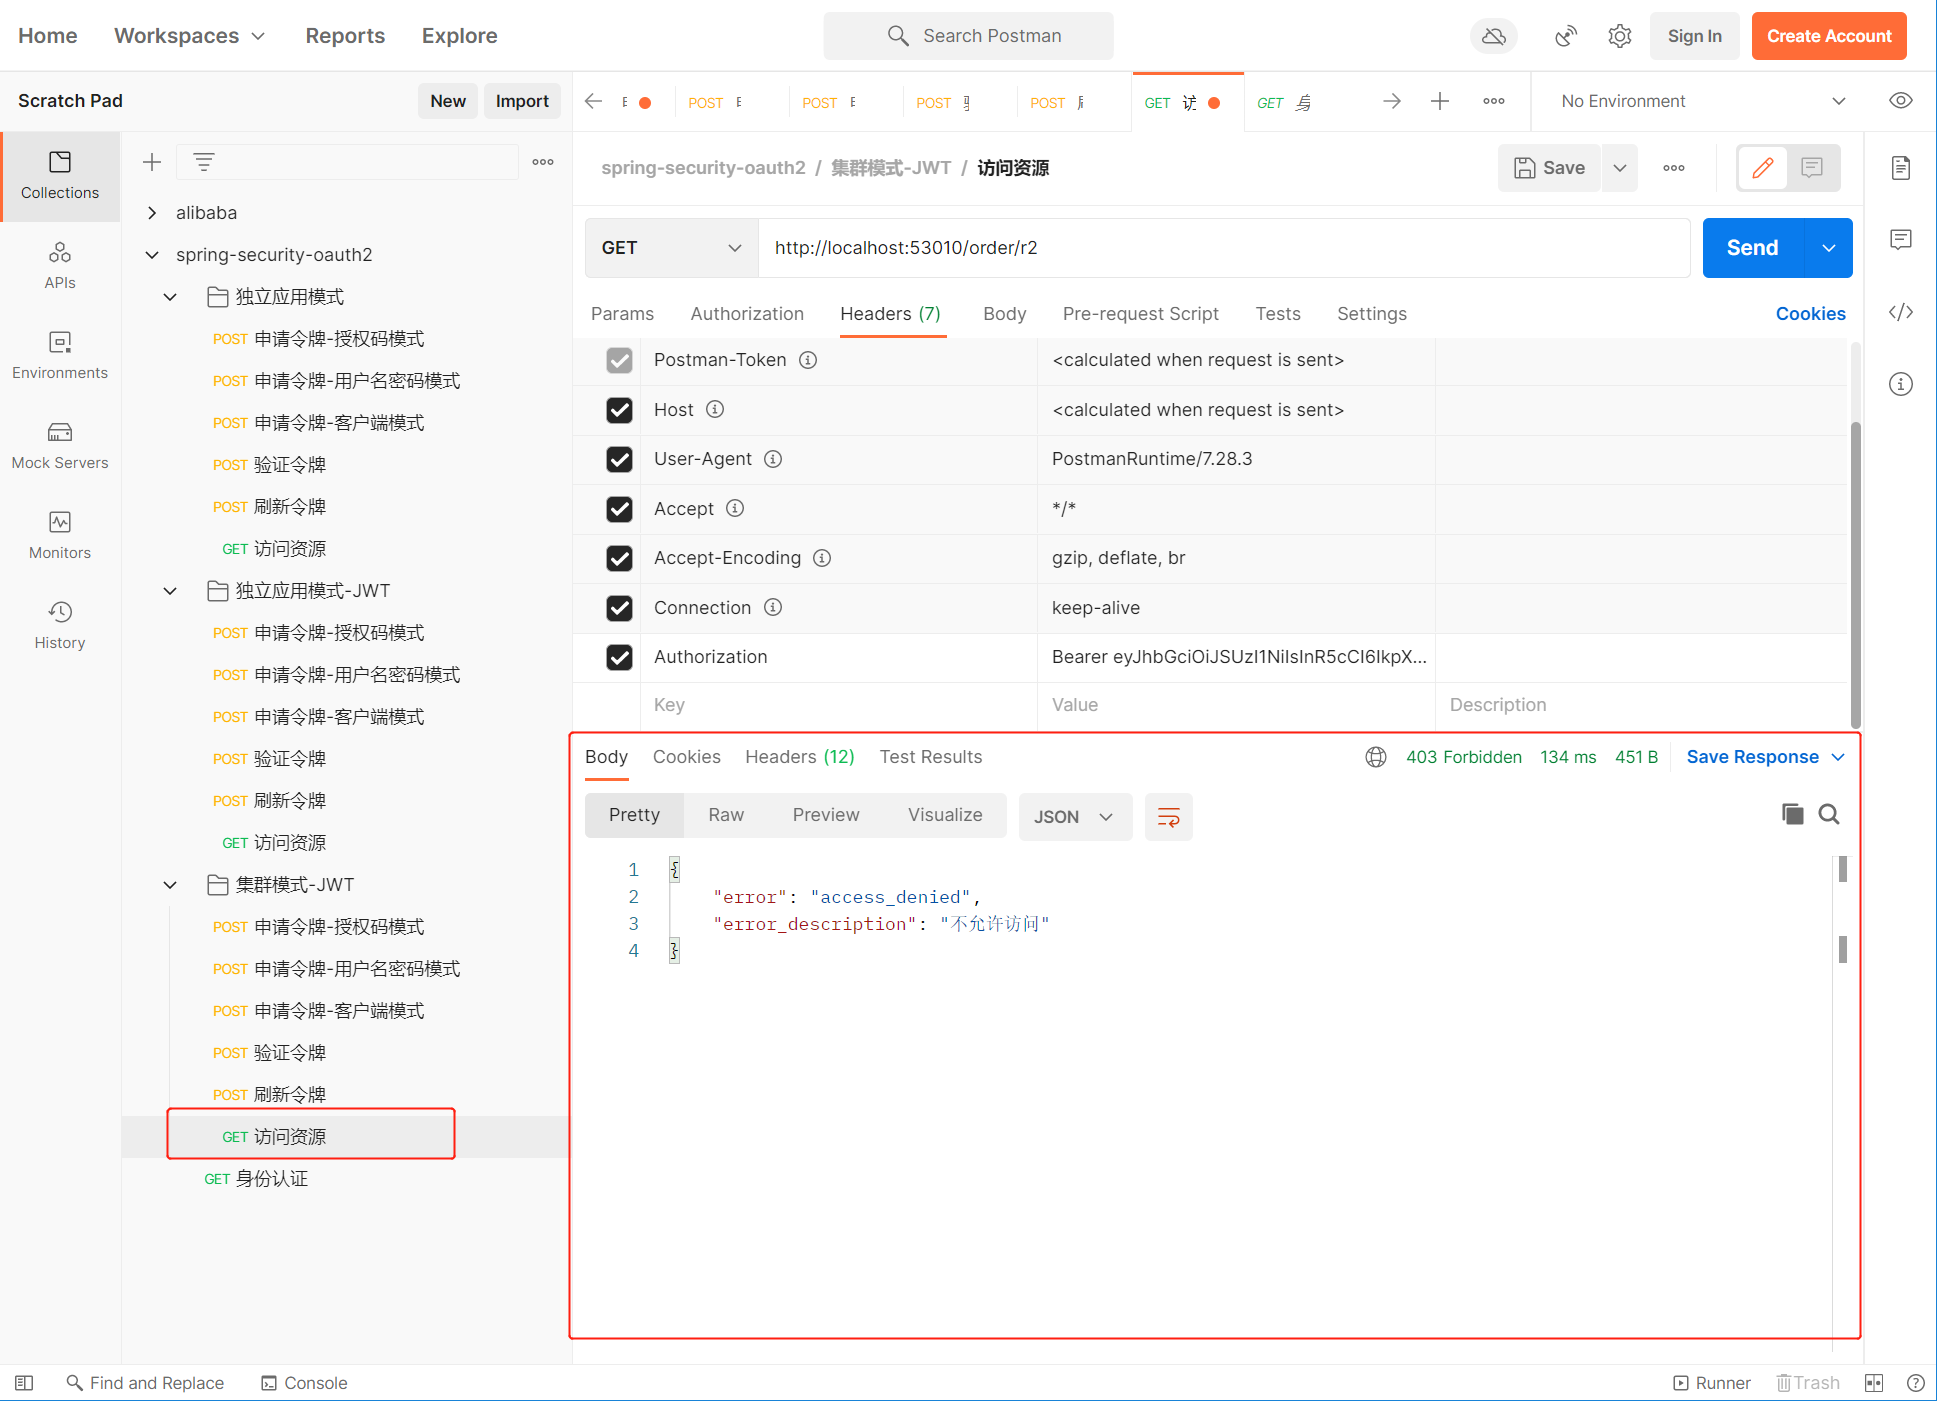 Home Workspaces Reports Explore Search Postman Sign In Create Account
Scratch Pad New Import POST POST POST POST GET 访 GET No Environment
Collections
APIs
Environments
Mock Servers
Monitors
History
alibaba
spring-security-oauth2
独立应用模式
POST 申请令牌-授权码模式
POST 申请令牌-用户名密码模式
POST 申请令牌-客户端模式
POST 验证令牌
POST 刷新令牌
GET 访问资源
独立应用模式-JWT
POST 申请令牌-授权码模式
POST 申请令牌-用户名密码模式
POST 申请令牌-客户端模式
POST 验证令牌
POST 刷新令牌
GET 访问资源
集群模式-JWT
POST 申请令牌-授权码模式
POST 申请令牌-用户名密码模式
POST 申请令牌-客户端模式
POST 验证令牌
POST 刷新令牌
GET 访问资源
GET 身份认证
spring-security-oauth2 / 集群模式-JWT / 访问资源 Save
GET http://localhost:53010/order/r2 Send
Params Authorization Headers (7) Body Pre-request Script Tests Settings Cookies
Postman-Token <calculated when request is sent>
Host <calculated when request is sent>
User-Agent PostmanRuntime/7.28.3
Accept */*
Accept-Encoding gzip, deflate, br
Connection keep-alive
Authorization Bearer eyJhbGciOiJSUzI1NiIsInR5cCI6IkpX...
Key Value Description
Body Cookies Headers (12) Test Results 403 Forbidden 134 ms 451 B Save Response
Pretty Raw Preview Visualize JSON
1 {
2 "error": "access_denied",
3 "error_description": "不允许访问"
4 }
Find and Replace Console Runner Trash